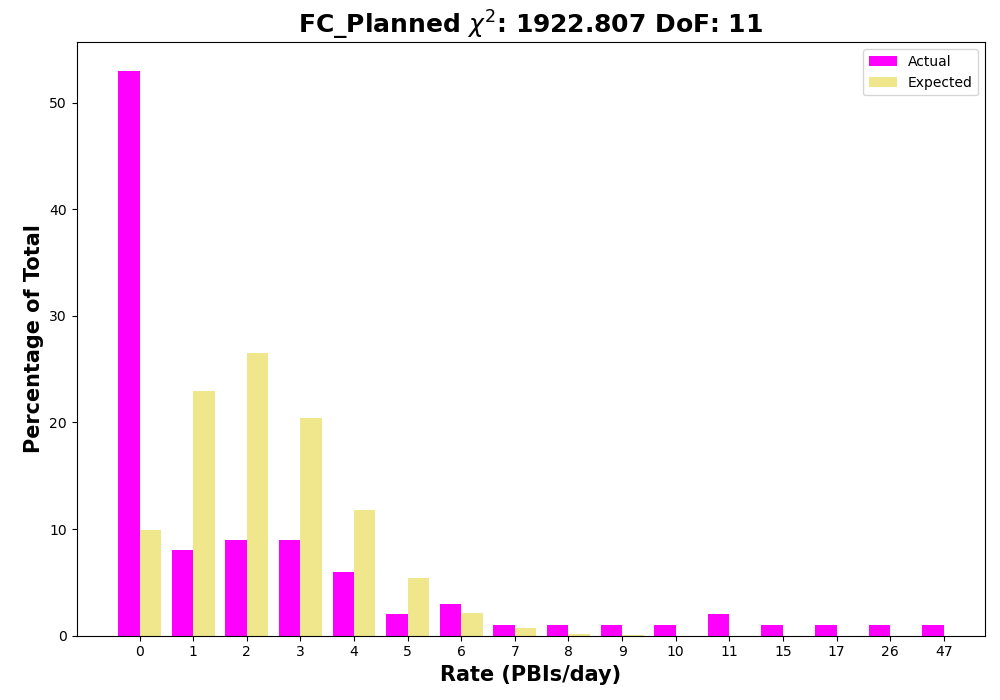 FC_Planned χ²: 1922.807 DoF: 11
Actual
Expected
Percentage of Total
50
40
30
20
10
0
0 1 2 3 4 5 6 7 8 9 10 11 15 17 26 47
Rate (PBIs/day)